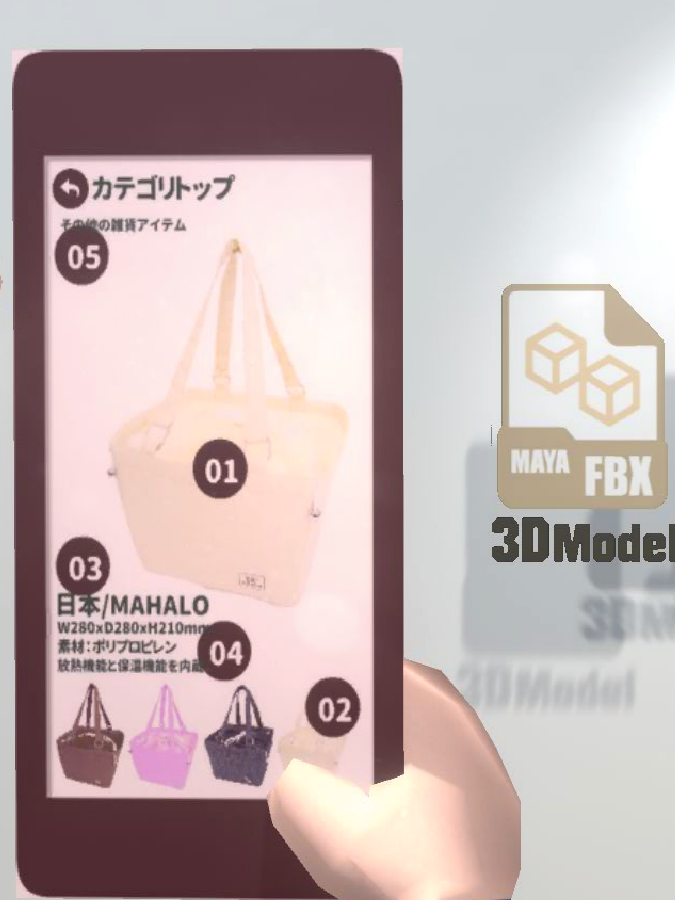 カテゴリトップ
その他の雑貨アイテム
05
01
03
日本/MAHALO
W280xD280xH210mm
素材：ポリプロピレン
放熱機能と保温機能を内蔵
04
02
MAYA FBX
3DModel
3DModel